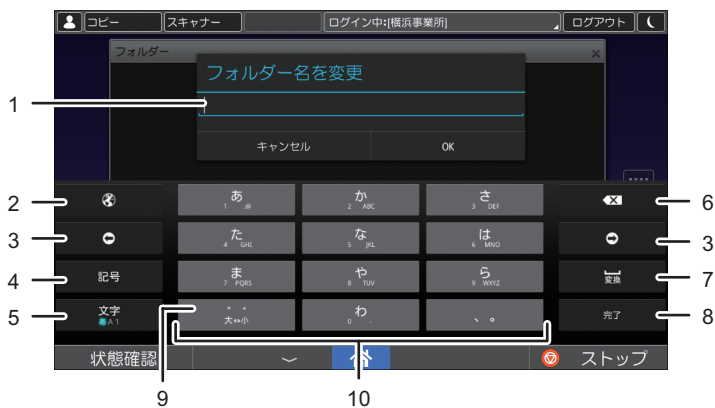 コピー スキャナー ログイン中:[横浜事業所] ログアウト
フォルダー ×
フォルダー名を変更
1
キャンセル OK
2 あ 1 .@ か 2 ABC さ 3 DEF 6
3 た 4 GHI な 5 JKL は 6 MNO 3
4 記号 ま 7 PQRS や 8 TUV ら 9 WXYZ 変換 7
5 文字 あA1 ゛゜ 大⇔小 わ 0 、。 完了 8
状態確認 ストップ
9 10